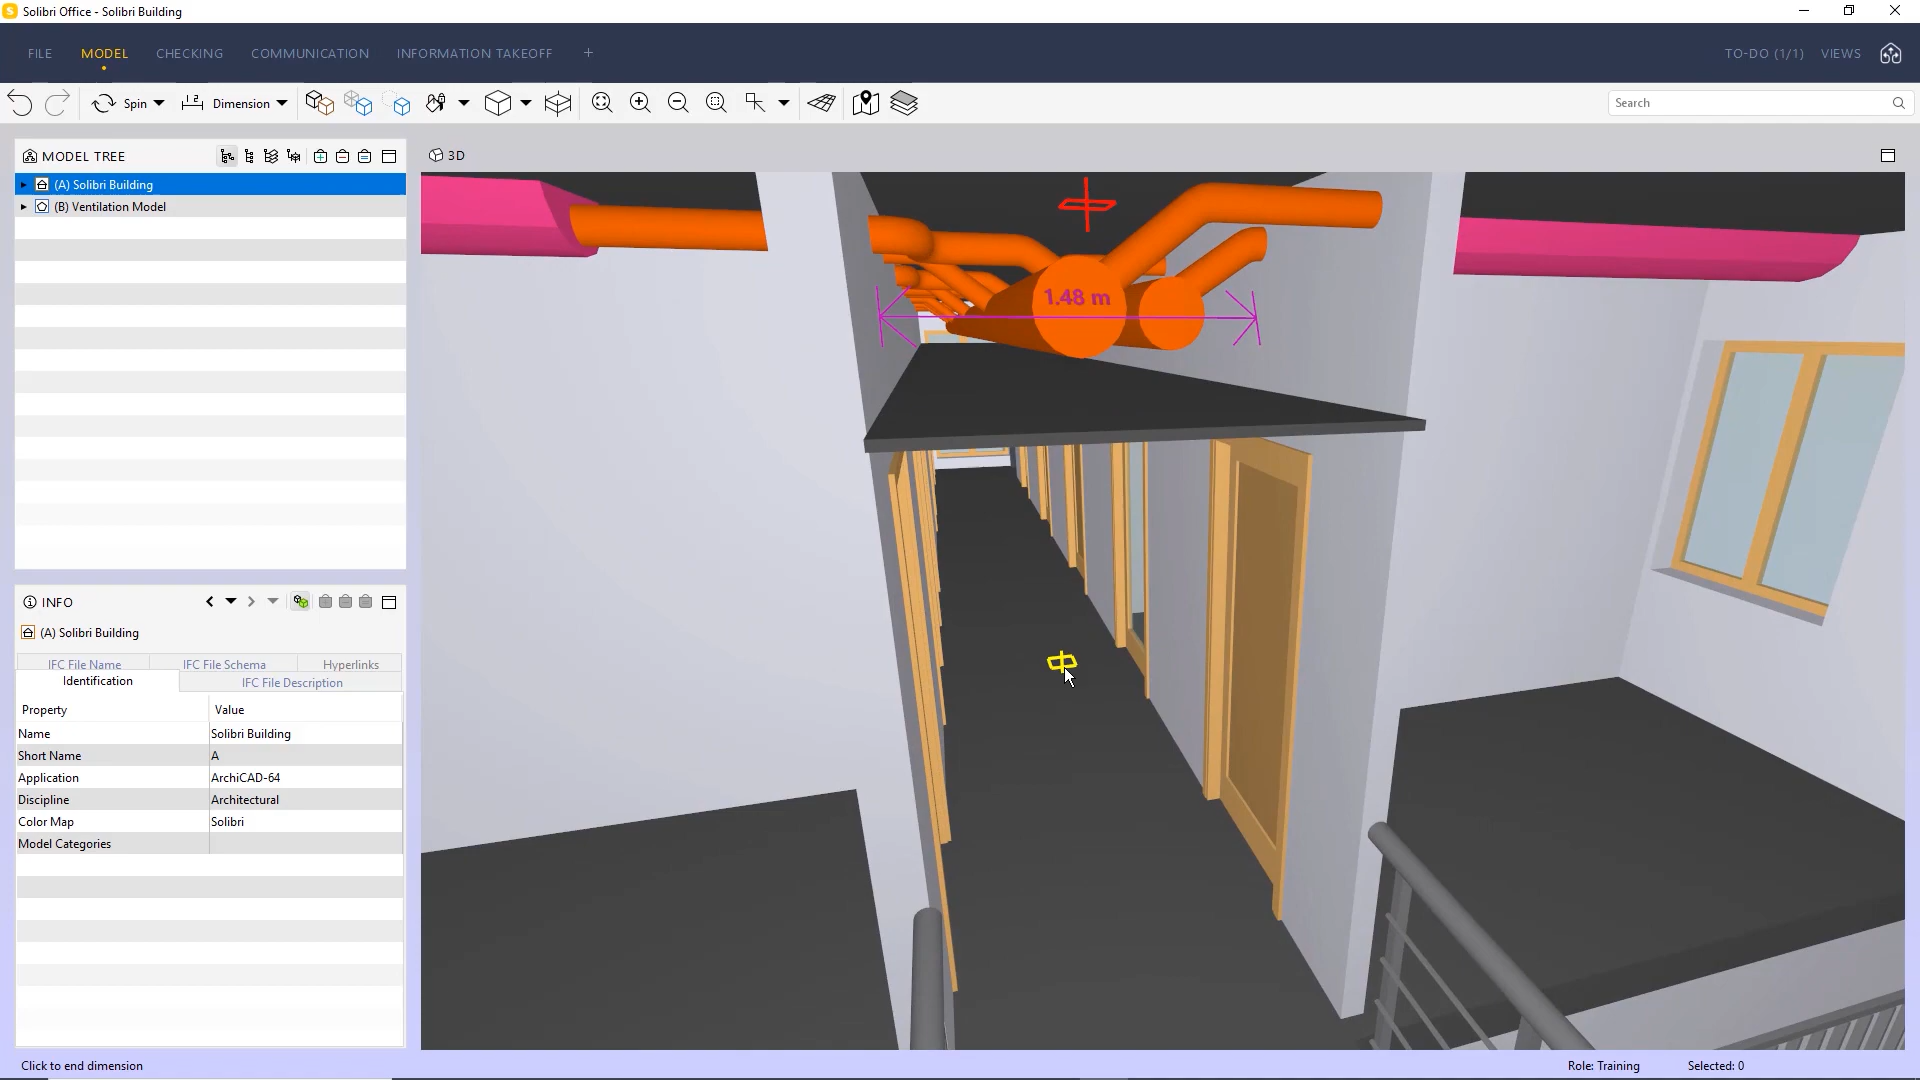 Solibri Office - Solibri Building
FILE MODEL CHECKING COMMUNICATION INFORMATION TAKEOFF + TO-DO (1/1) VIEWS
Spin Dimension Search
MODEL TREE
(A) Solibri Building
(B) Ventilation Model
3D
1.48 m
INFO
(A) Solibri Building
IFC File Name IFC File Schema Hyperlinks
Identification IFC File Description
Property Value
Name Solibri Building
Short Name A
Application ArchiCAD-64
Discipline Architectural
Color Map Solibri
Model Categories
Click to end dimension Role: Training Selected: 0